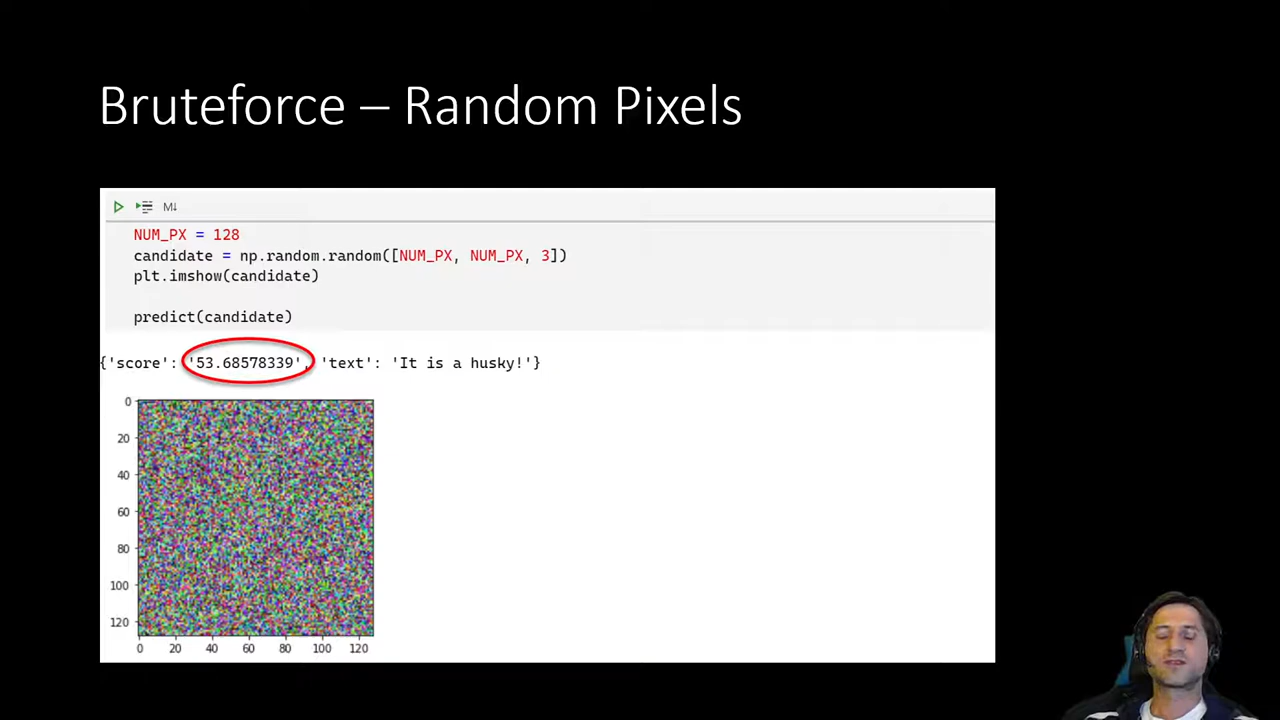 Bruteforce – Random Pixels
M↓
NUM_PX = 128
candidate = np.random.random([NUM_PX, NUM_PX, 3])
plt.imshow(candidate)
predict(candidate)
{'score': '53.68578339', 'text': 'It is a husky!'}
0
20
40
60
80
100
120
0 20 40 60 80 100 120